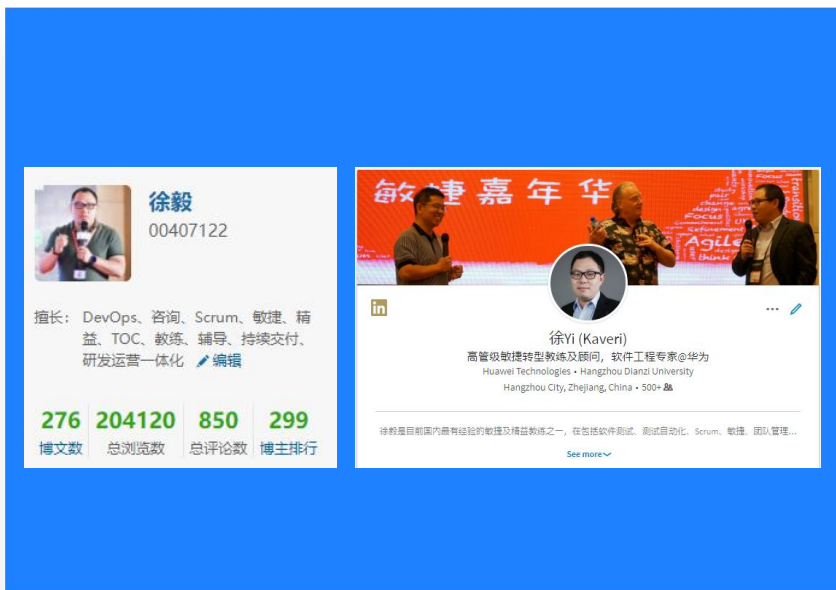 徐毅
00407122
擅长: DevOps、咨询、Scrum、敏捷、精
益、TOC、教练、辅导、持续交付、
研发运营一体化 编辑
276 204120 850 299
博文数 总浏览数 总评论数 博主排行
敏捷嘉年华
Focus
Agile
think
transition
change
design
Refinement
in
徐Yi (Kaveri)
高管级敏捷转型教练及顾问，软件工程专家@华为
Huawei Technologies • Hangzhou Dianzi University
Hangzhou City, Zhejiang, China • 500+
徐毅是目前国内最有经验的敏捷及精益教练之一，在包括软件测试、测试自动化、Scrum、敏捷、团队管理...
See more